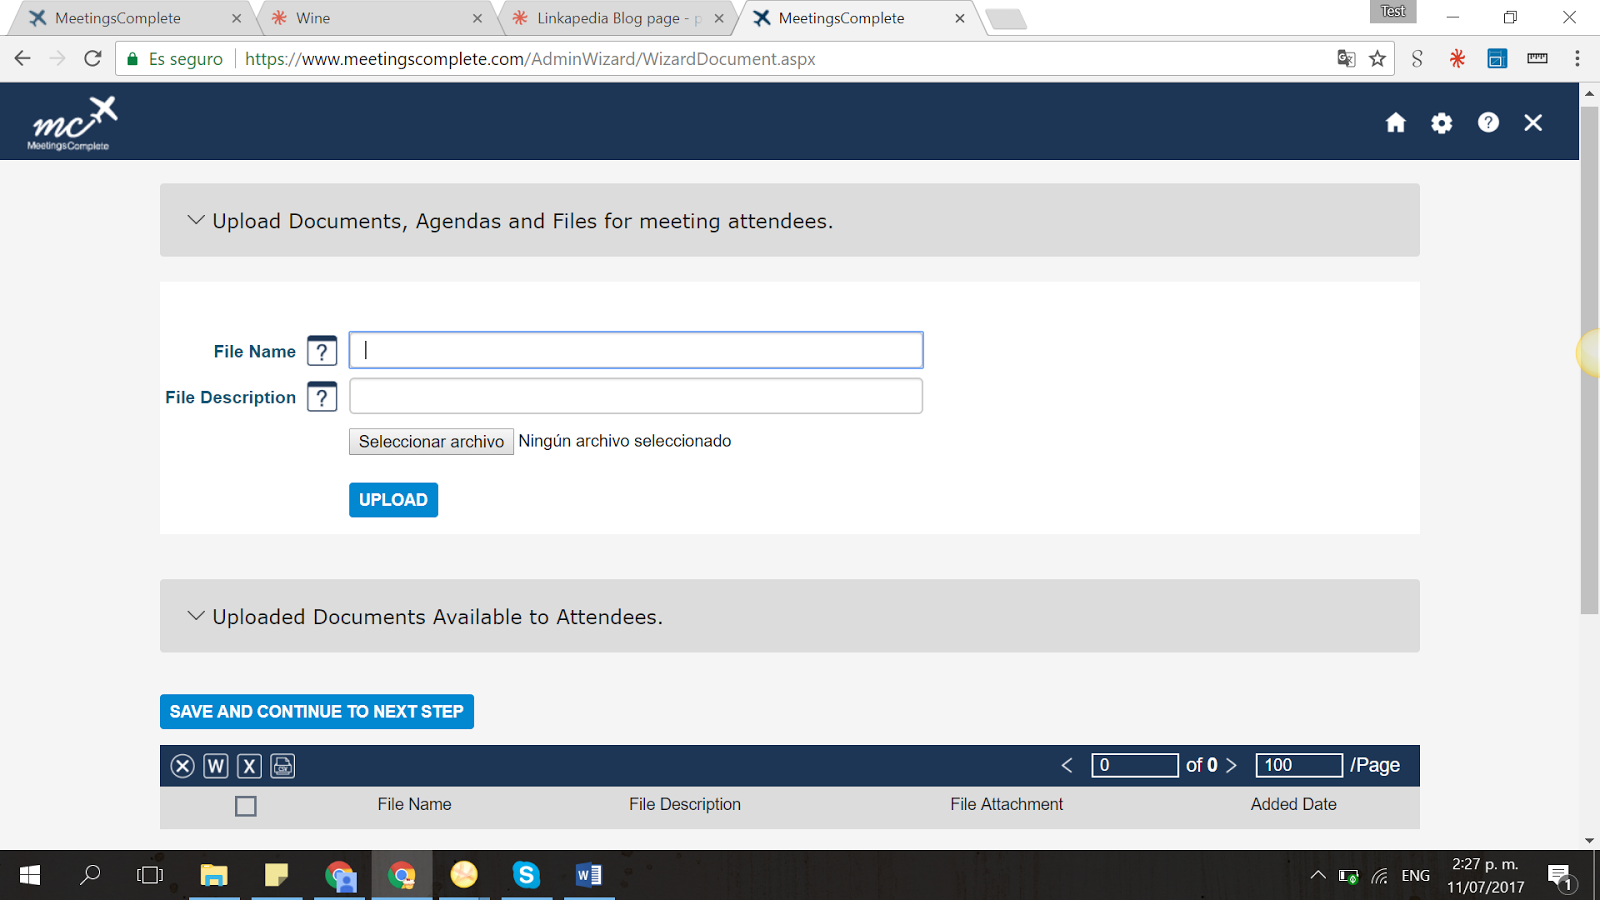 MeetingsComplete
Wine
Linkapedia Blog page - p
MeetingsComplete
Test
Es seguro
https://www.meetingscomplete.com/AdminWizard/WizardDocument.aspx
mc
MeetingsComplete
Upload Documents, Agendas and Files for meeting attendees.
File Name ?
File Description ?
Seleccionar archivo Ningún archivo seleccionado
UPLOAD
Uploaded Documents Available to Attendees.
SAVE AND CONTINUE TO NEXT STEP
W X CSV 0 of 0 100 /Page
File Name File Description File Attachment Added Date
ENG
2:27 p. m.
11/07/2017
1